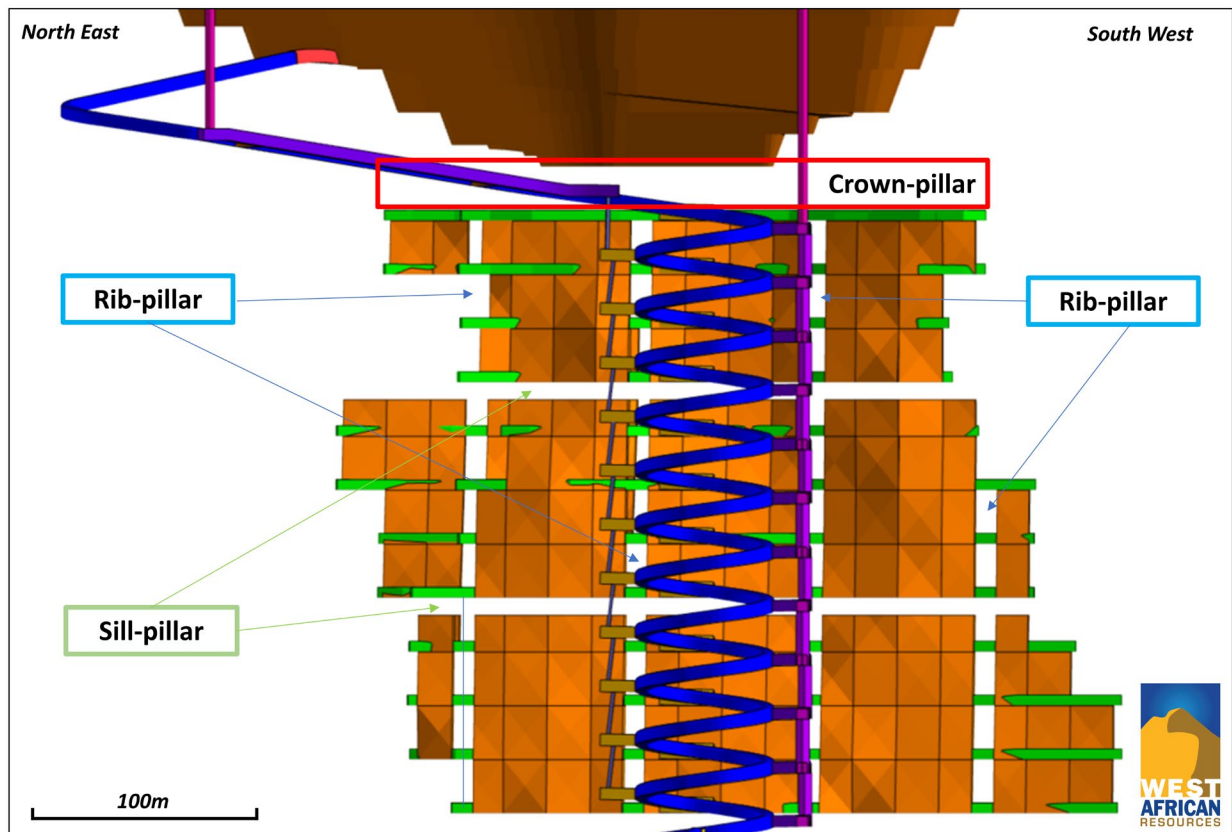 North East
South West
Crown-pillar
Rib-pillar
Rib-pillar
Sill-pillar
100m
WEST
AFRICAN
RESOURCES